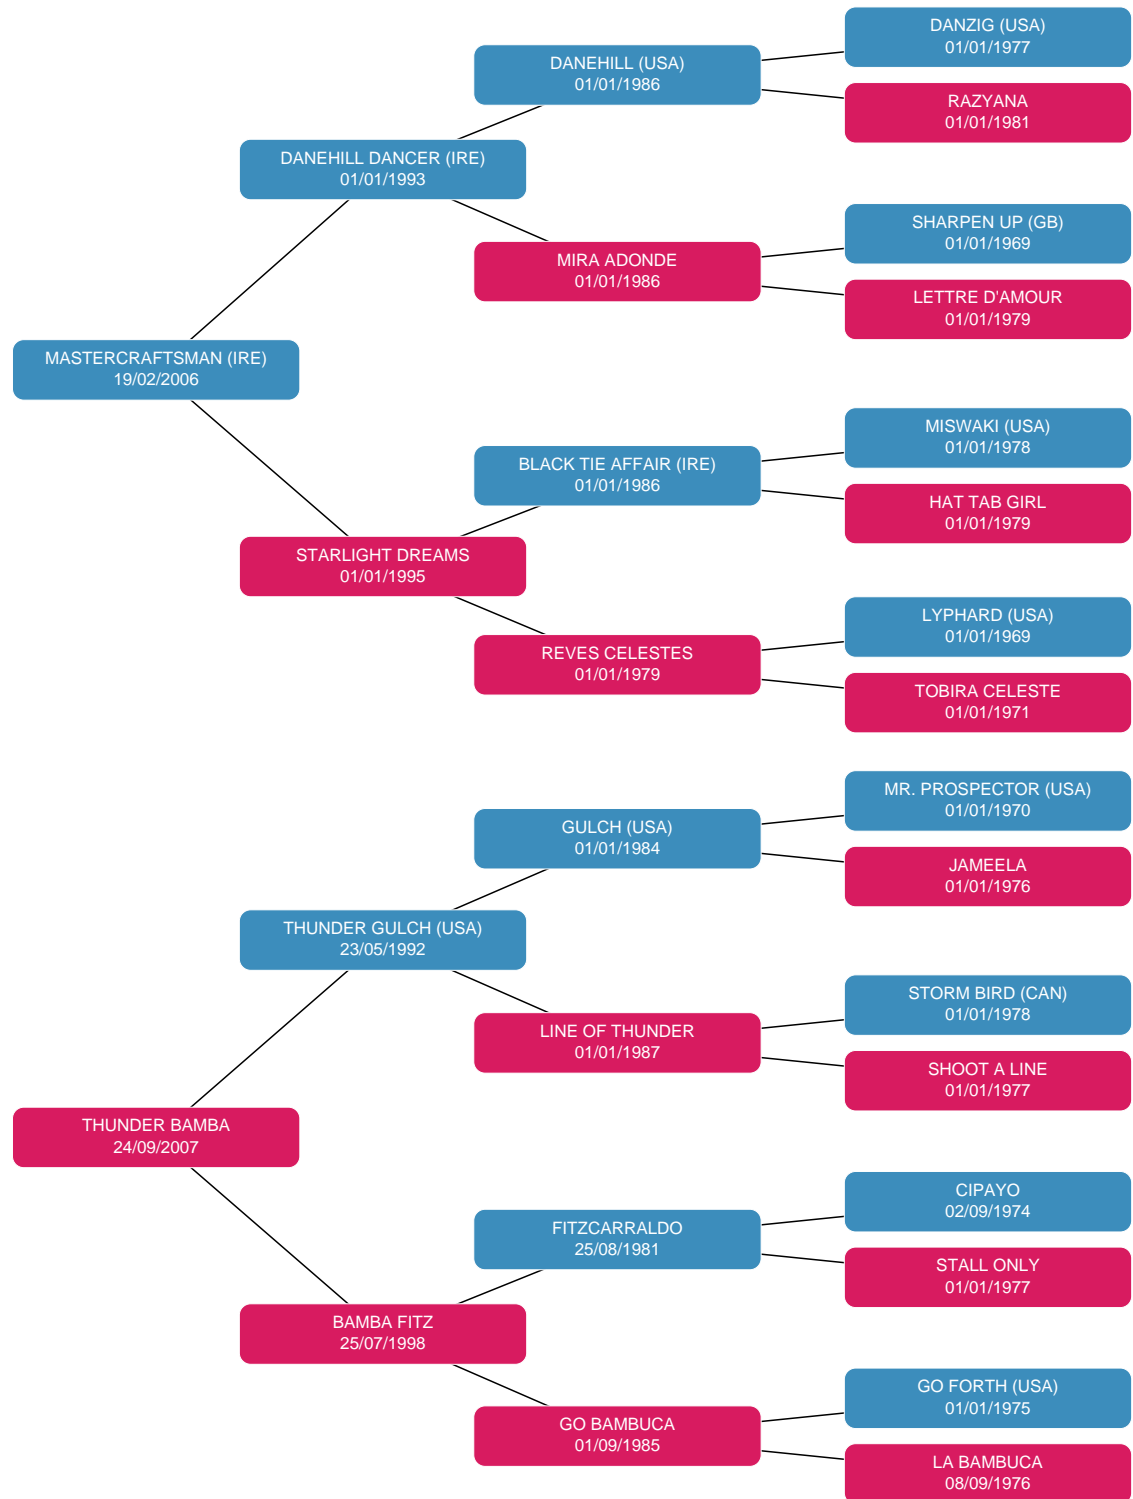 DANZIG (USA)
01/01/1977
DANEHILL (USA)
01/01/1986
RAZYANA
01/01/1981
DANEHILL DANCER (IRE)
01/01/1993
SHARPEN UP (GB)
01/01/1969
MIRA ADONDE
01/01/1986
LETTRE D'AMOUR
01/01/1979
MASTERCRAFTSMAN (IRE)
19/02/2006
MISWAKI (USA)
01/01/1978
BLACK TIE AFFAIR (IRE)
01/01/1986
HAT TAB GIRL
01/01/1979
STARLIGHT DREAMS
01/01/1995
LYPHARD (USA)
01/01/1969
REVES CELESTES
01/01/1979
TOBIRA CELESTE
01/01/1971
MR. PROSPECTOR (USA)
01/01/1970
GULCH (USA)
01/01/1984
JAMEELA
01/01/1976
THUNDER GULCH (USA)
23/05/1992
STORM BIRD (CAN)
01/01/1978
LINE OF THUNDER
01/01/1987
SHOOT A LINE
01/01/1977
THUNDER BAMBA
24/09/2007
CIPAYO
02/09/1974
FITZCARRALDO
25/08/1981
STALL ONLY
01/01/1977
BAMBA FITZ
25/07/1998
GO FORTH (USA)
01/01/1975
GO BAMBUCA
01/09/1985
LA BAMBUCA
08/09/1976